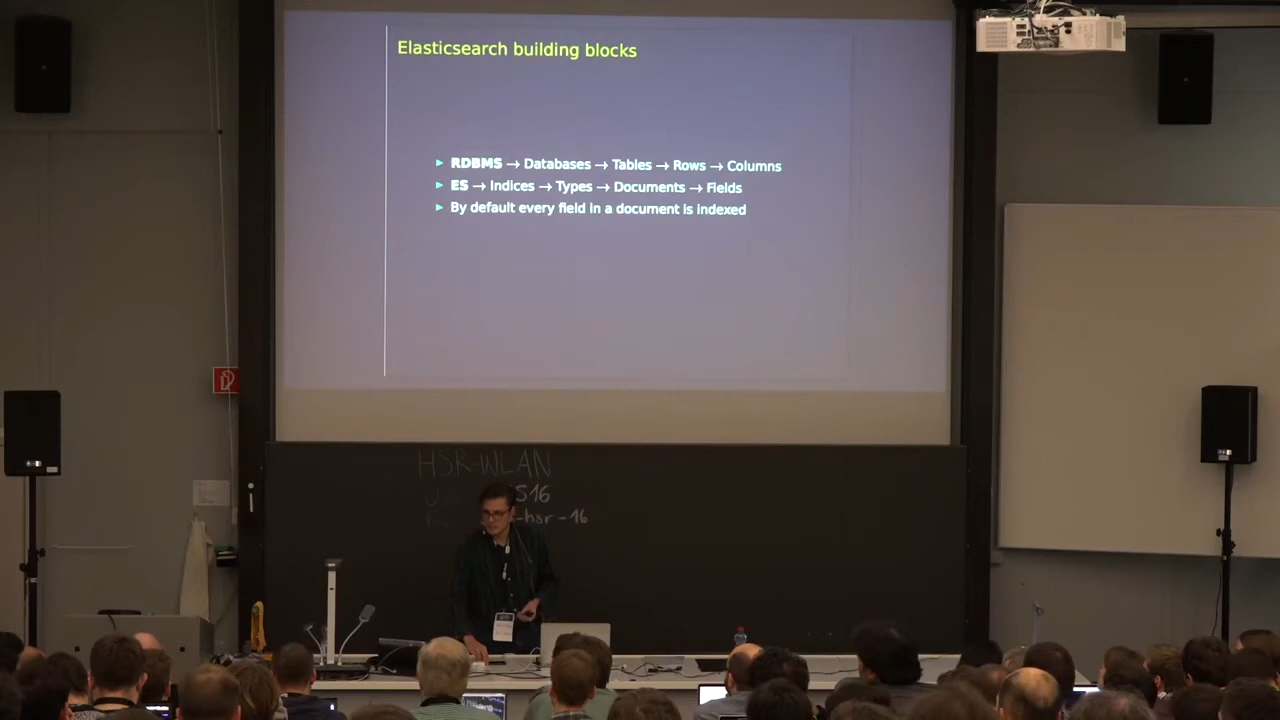 Elasticsearch building blocks
RDBMS → Databases → Tables → Rows → Columns
ES → Indices → Types → Documents → Fields
By default every field in a document is indexed
HSR-WLAN
S16
-hsr-16